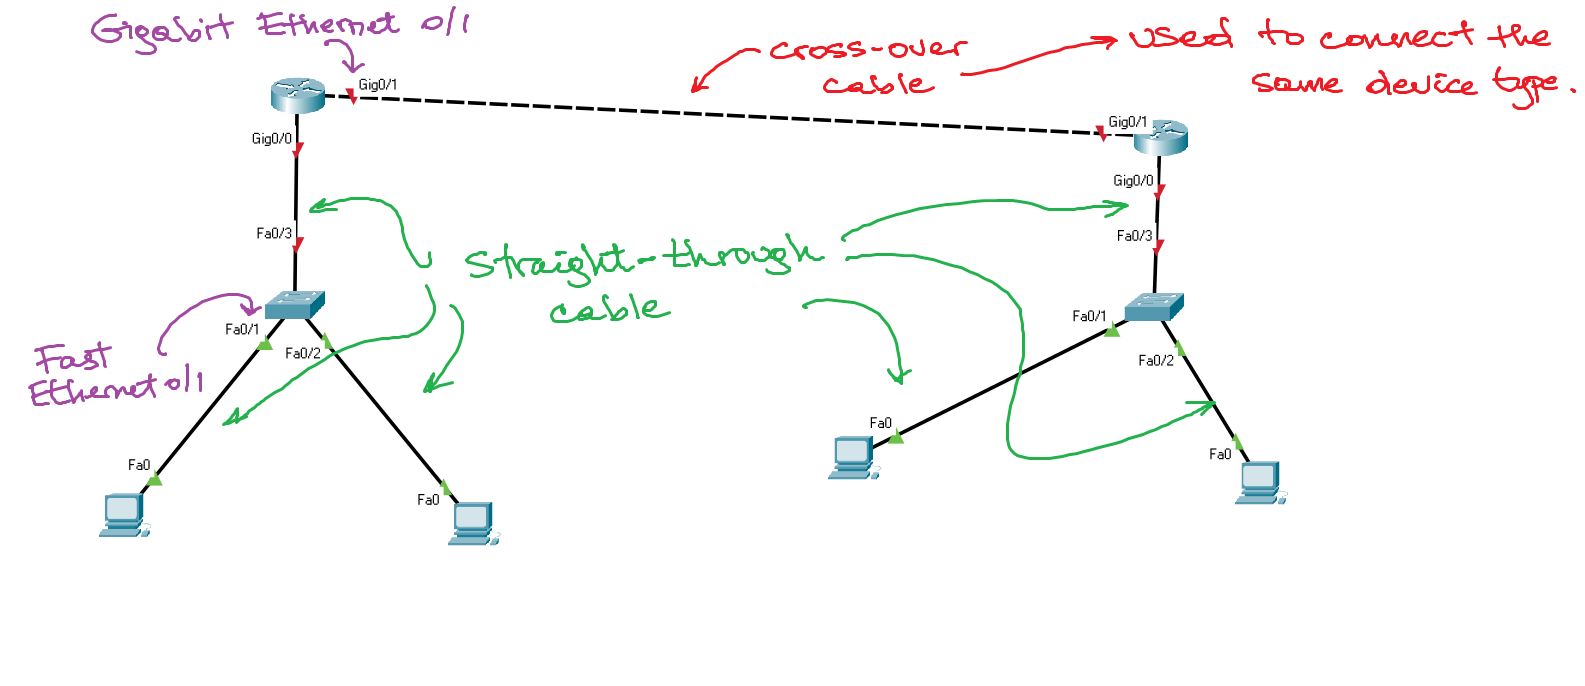 Gigabit Ethernet 0/1
cross-over
cable
used to connect the
same device type.
Gig0/1
Gig0/1
Gig0/0
Gig0/0
Fa0/3
Fa0/3
straight-through
cable
Fa0/1
Fa0/2
Fa0/1
Fa0/2
Fast
Ethernet 0/1
Fa0
Fa0
Fa0
Fa0